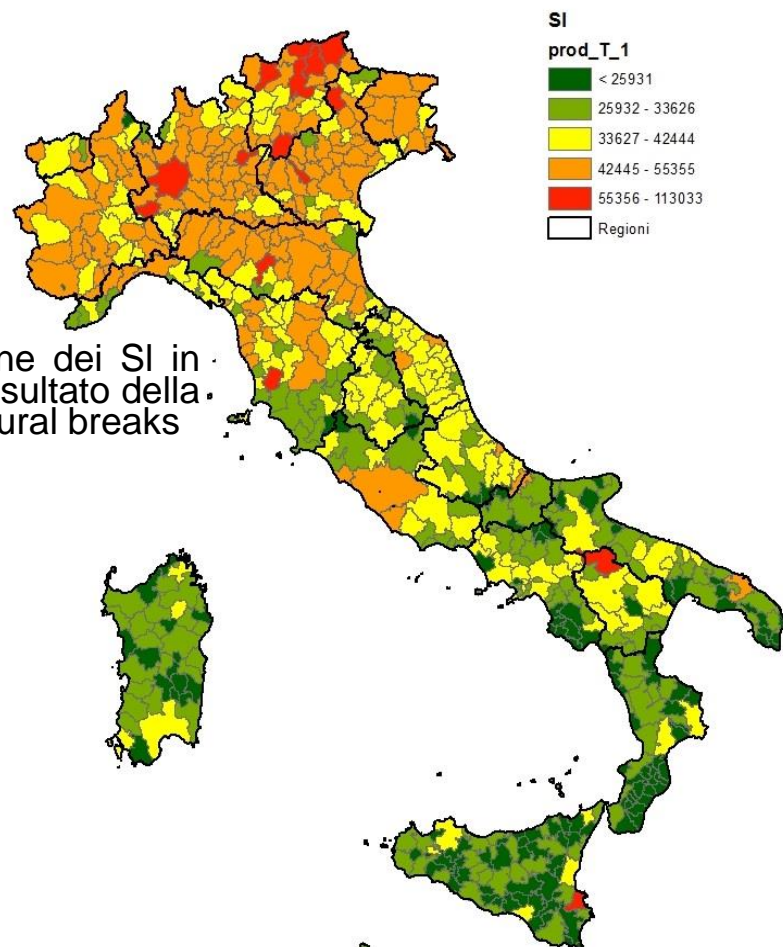 SI
prod_T_1
< 25931
25932 - 33626
33627 - 42444
42445 - 55355
55356 - 113033
Regioni
ne dei SI in
sultato della
ural breaks